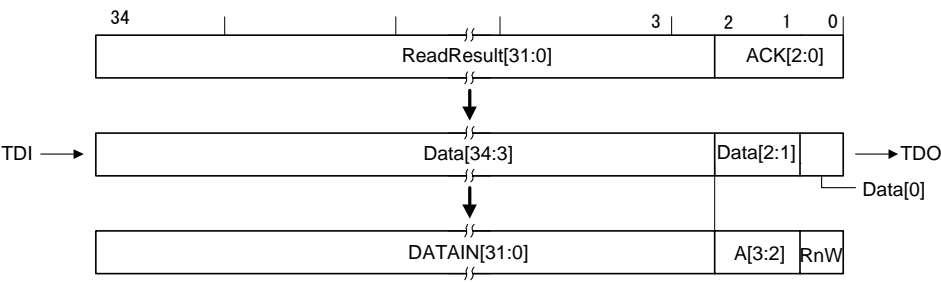 34 3 2 1 0
ReadResult[31:0] ACK[2:0]
TDI Data[34:3] Data[2:1] TDO
Data[0]
DATAIN[31:0] A[3:2] RnW